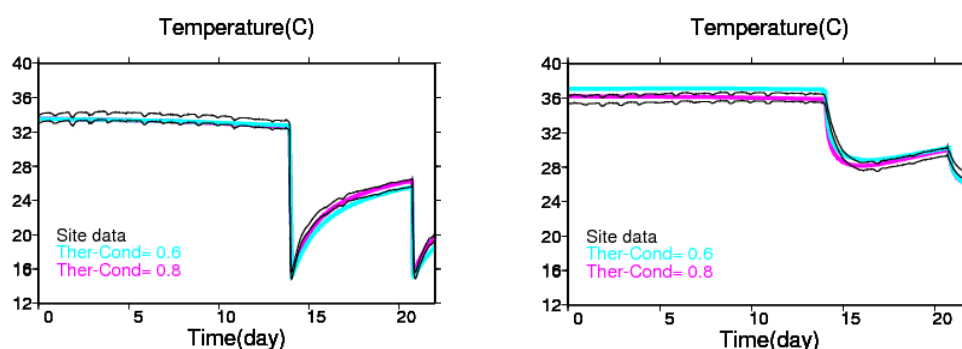 Temperature(C)
40
36
32
28
24
20
16
12
0
5
10
15
20
Site data
Ther-Cond= 0.6
Ther-Cond= 0.8
Time(day)
Temperature(C)
40
36
32
28
24
20
16
12
0
5
10
15
20
Site data
Ther-Cond= 0.6
Ther-Cond= 0.8
Time(day)